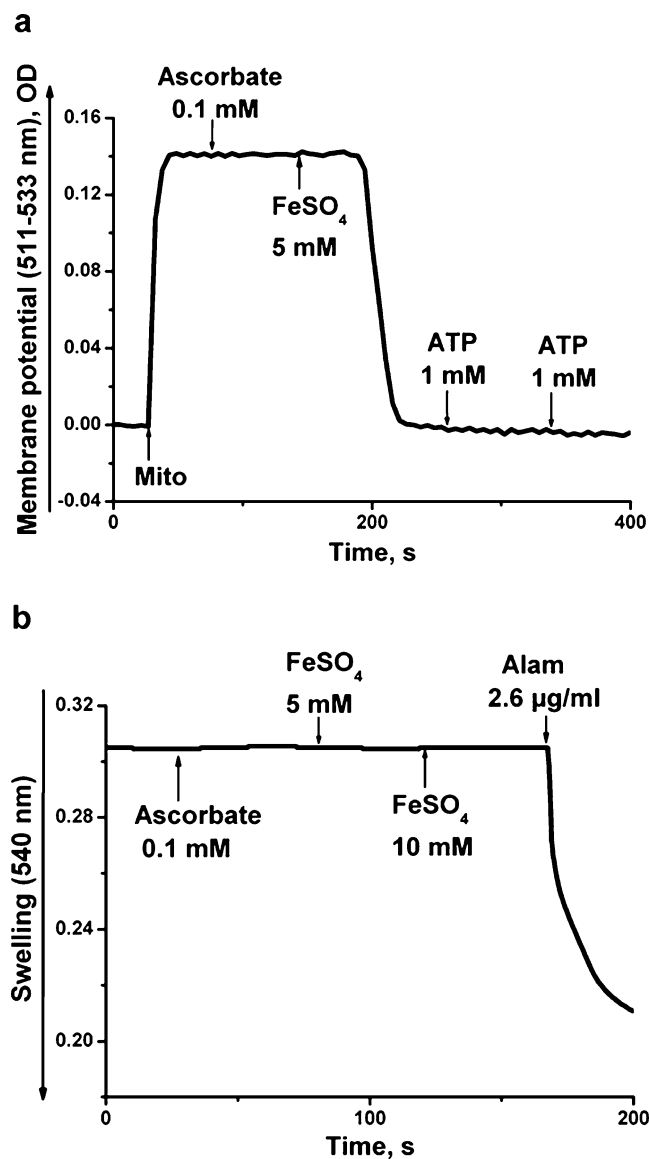 a
Membrane potential (511-533 nm), OD
Ascorbate
0.1 mM
0.16
0.12
0.08
0.04
0.00
-0.04
FeSO4
5 mM
ATP
1 mM
ATP
1 mM
Mito
0
200
400
Time, s
b
Swelling (540 nm)
FeSO4
5 mM
Alam
2.6 µg/ml
0.32
0.28
0.24
0.20
Ascorbate
0.1 mM
FeSO4
10 mM
0
100
200
Time, s